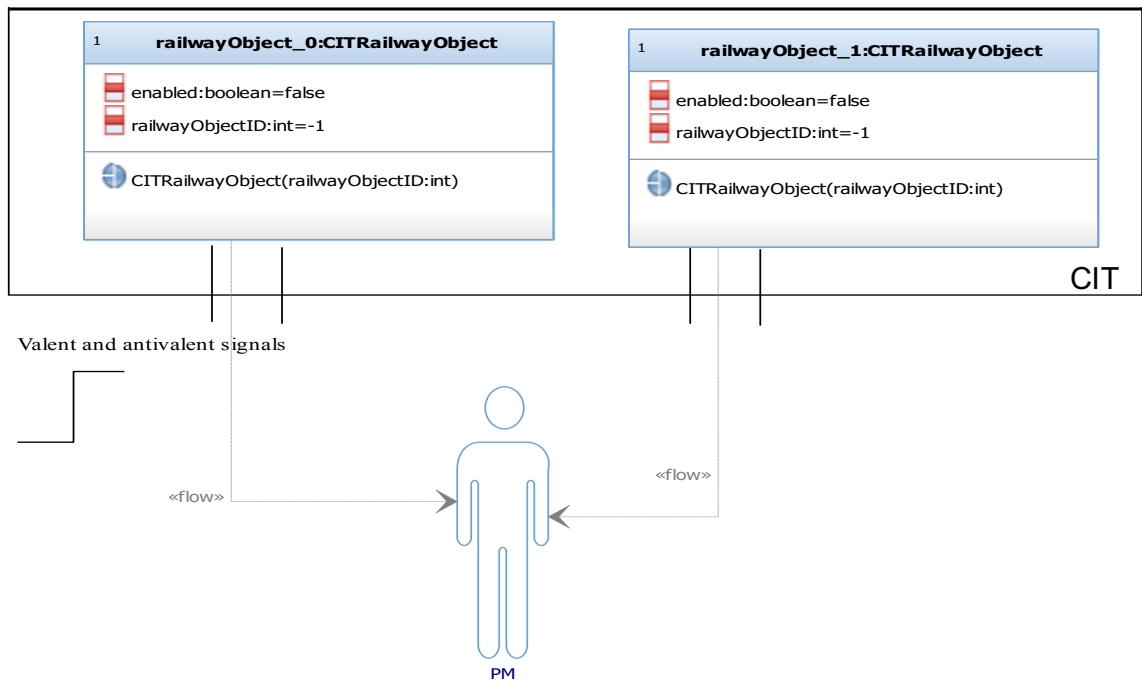 1 railwayObject_0:CITRailwayObject
enabled:boolean=false
railwayObjectID:int=-1
CITRailwayObject(railwayObjectID:int)
1 railwayObject_1:CITRailwayObject
enabled:boolean=false
railwayObjectID:int=-1
CITRailwayObject(railwayObjectID:int)
CIT
Valent and antivalent signals
«flow»
«flow»
PM